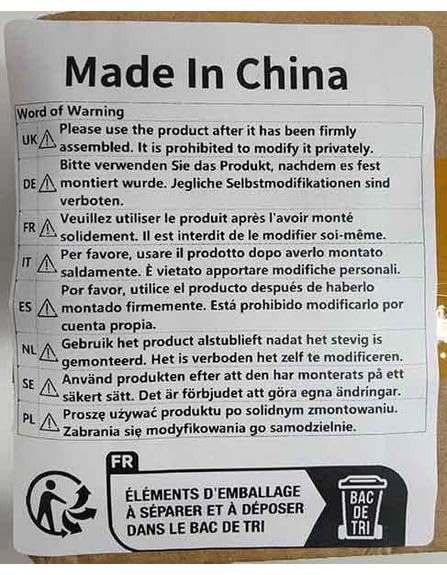 Made In China
Word of Warning
UK Please use the product after it has been firmly
assembled. It is prohibited to modify it privately.
Bitte verwenden Sie das Produkt, nachdem es fest
DE montiert wurde. Jegliche Selbstmodifikationen sind
verboten.
FR Veuillez utiliser le produit après l'avoir monté
solidement. Il est interdit de le modifier soi-même.
IT Per favore, usare il prodotto dopo averlo montato
saldamente. È vietato apportare modifiche personali.
Por favor, utilice el producto después de haberlo
ES montado firmemente. Está prohibido modificarlo por
cuenta propia.
NL Gebruik het product alstublieft nadat het stevig is
gemonteerd. Het is verboden het zelf te modificeren.
SE Använd produkten efter att den har monterats på ett
säkert sätt. Det är förbjudet att göra egna ändringar.
PL Proszę używać produktu po solidnym zmontowaniu.
Zabrania się modyfikowania go samodzielnie.
FR
ÉLÉMENTS D'EMBALLAGE
À SÉPARER ET À DÉPOSER
DANS LE BAC DE TRI
BAC
DE
TRI